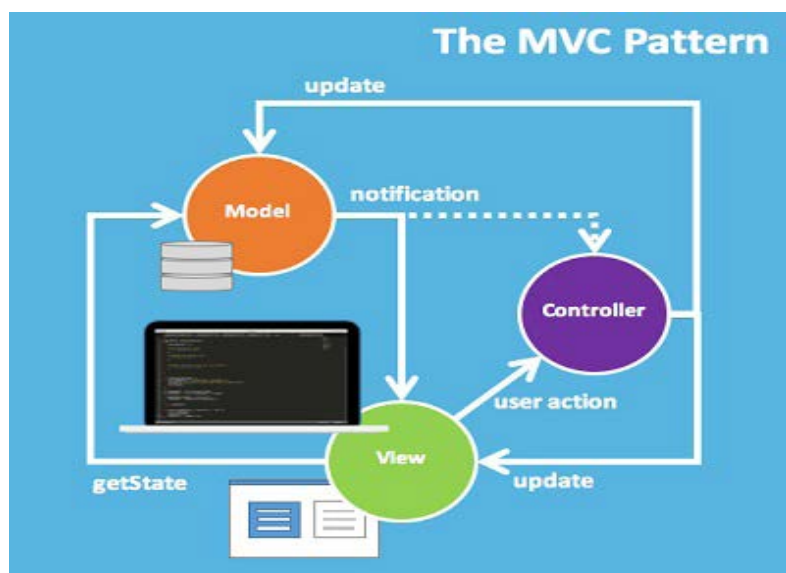 The MVC Pattern
update
notification
Model
Controller
user action
View
getState
update